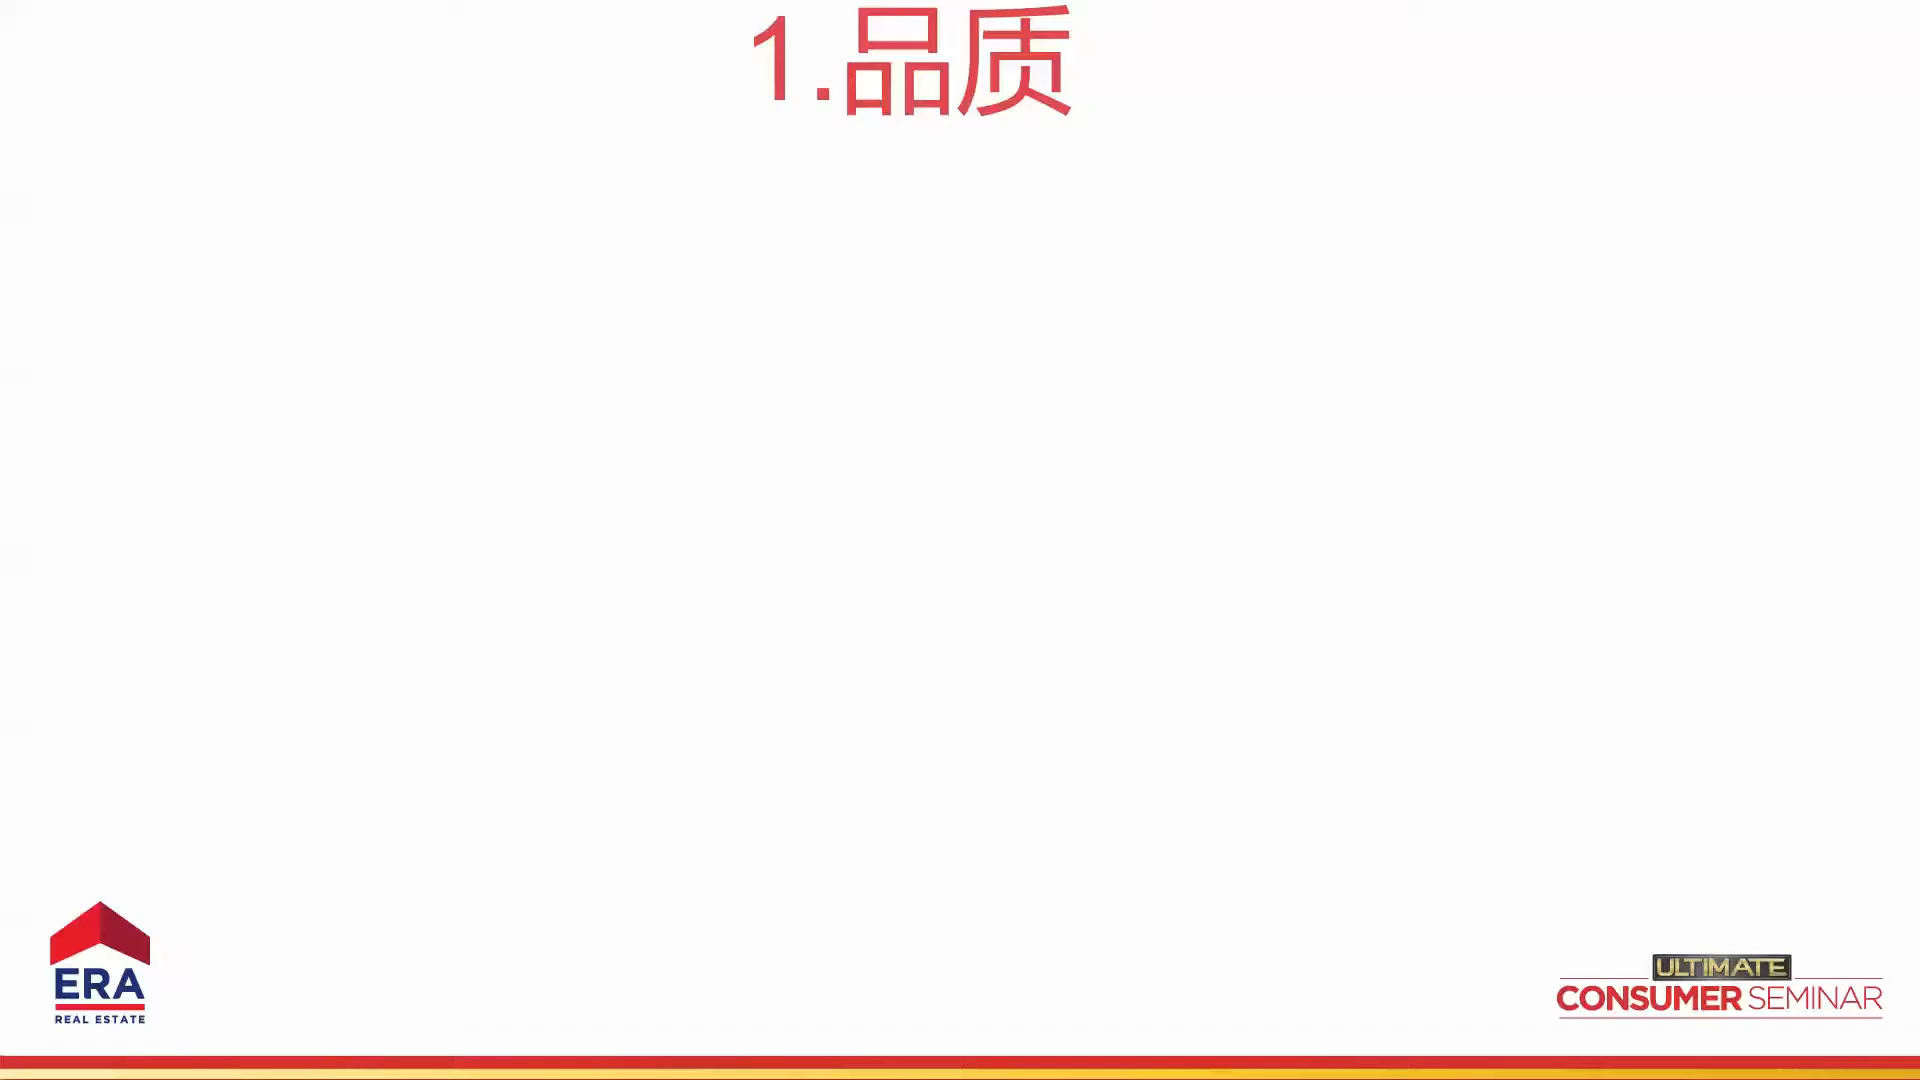 1.品质
ERA
REAL ESTATE
ULTIMATE
CONSUMER SEMINAR